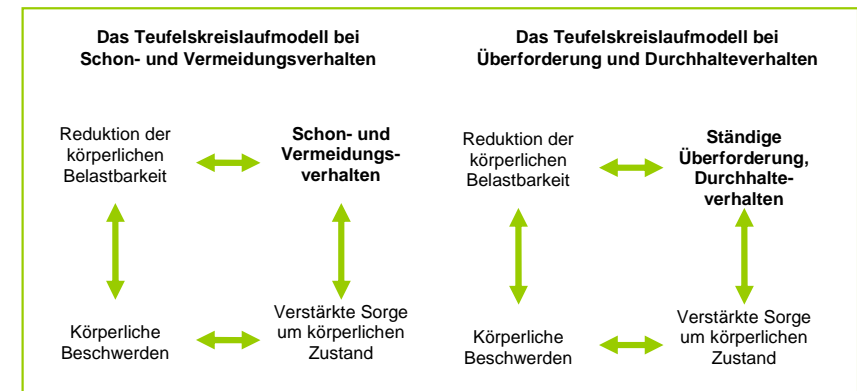 Das Teufelskreislaufmodell bei
Schon- und Vermeidungsverhalten
Reduktion der
körperlichen
Belastbarkeit
Schon- und
Vermeidungs-
verhalten
Körperliche
Beschwerden
Verstärkte Sorge
um körperlichen
Zustand
Das Teufelskreislaufmodell bei
Überforderung und Durchhalteverhalten
Reduktion der
körperlichen
Belastbarkeit
Ständige
Überforderung,
Durchhalte-
verhalten
Körperliche
Beschwerden
Verstärkte Sorge
um körperlichen
Zustand